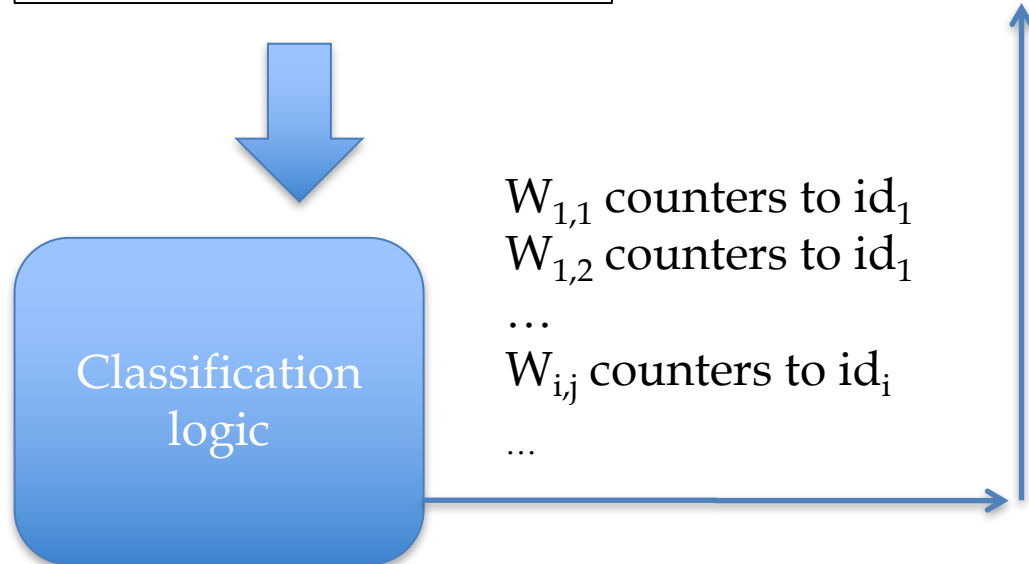 Classification
logic
W₁,₁ counters to id₁
W₁,₂ counters to id₁
…
Wᵢ,ⱼ counters to idᵢ
…